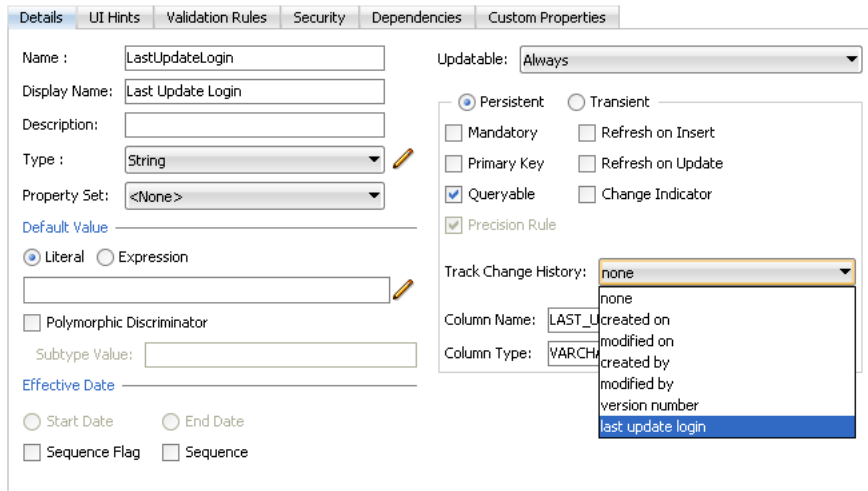 Details UI Hints Validation Rules Security Dependencies Custom Properties
Name : LastUpdateLogin
Display Name: Last Update Login
Description:
Type : String
Property Set: <None>
Default Value
Literal Expression
Polymorphic Discriminator
Subtype Value:
Effective Date
Start Date End Date
Sequence Flag Sequence
Updatable: Always
Persistent Transient
Mandatory Refresh on Insert
Primary Key Refresh on Update
Queryable Change Indicator
Precision Rule
Track Change History: none
none
created on
modified on
created by
modified by
version number
last update login
Column Name: LAST_U
Column Type: VARCHA